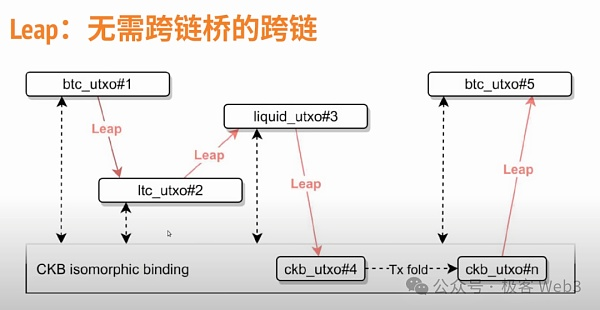 Leap：无需跨链桥的跨链
btc_utxo#1
btc_utxo#5
liquid_utxo#3
Leap
Leap
Leap
Leap
ltc_utxo#2
CKB isomorphic binding
ckb_utxo#4
Tx fold
ckb_utxo#n
公众号 · 极客 Web3